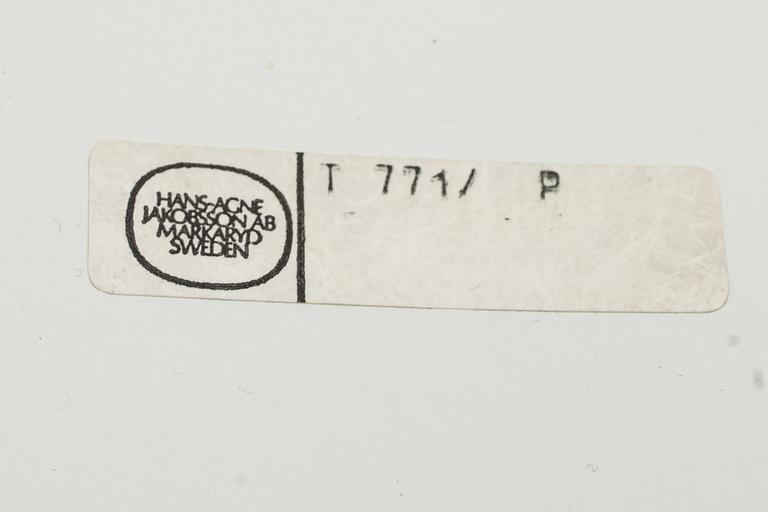 HANS-AGNE
JAKOBSSON AB
MARKARYD
SWEDEN
T 771/ P